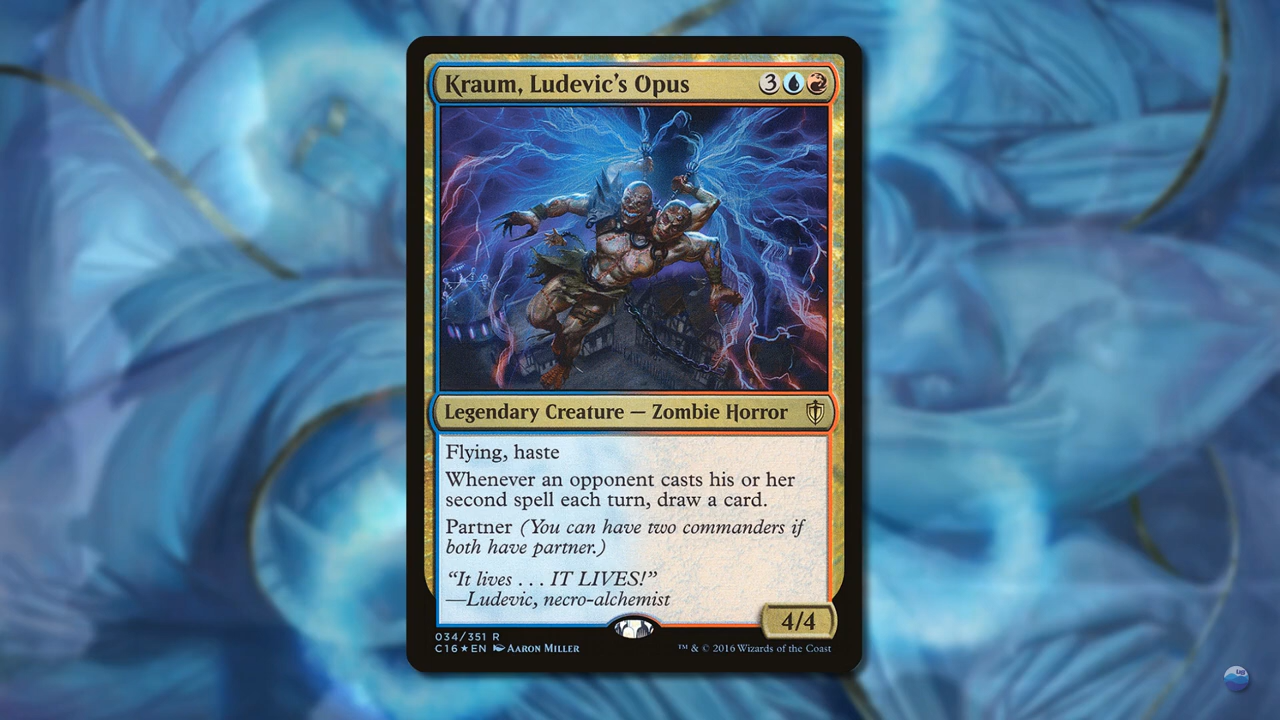 Kraum, Ludevic's Opus 3
Legendary Creature — Zombie Horror
Flying, haste
Whenever an opponent casts his or her
second spell each turn, draw a card.
Partner (You can have two commanders if
both have partner.)
“It lives . . . IT LIVES!”
—Ludevic, necro-alchemist
4/4
034/351 R
C16★EN Aaron Miller
™ & © 2016 Wizards of the Coast